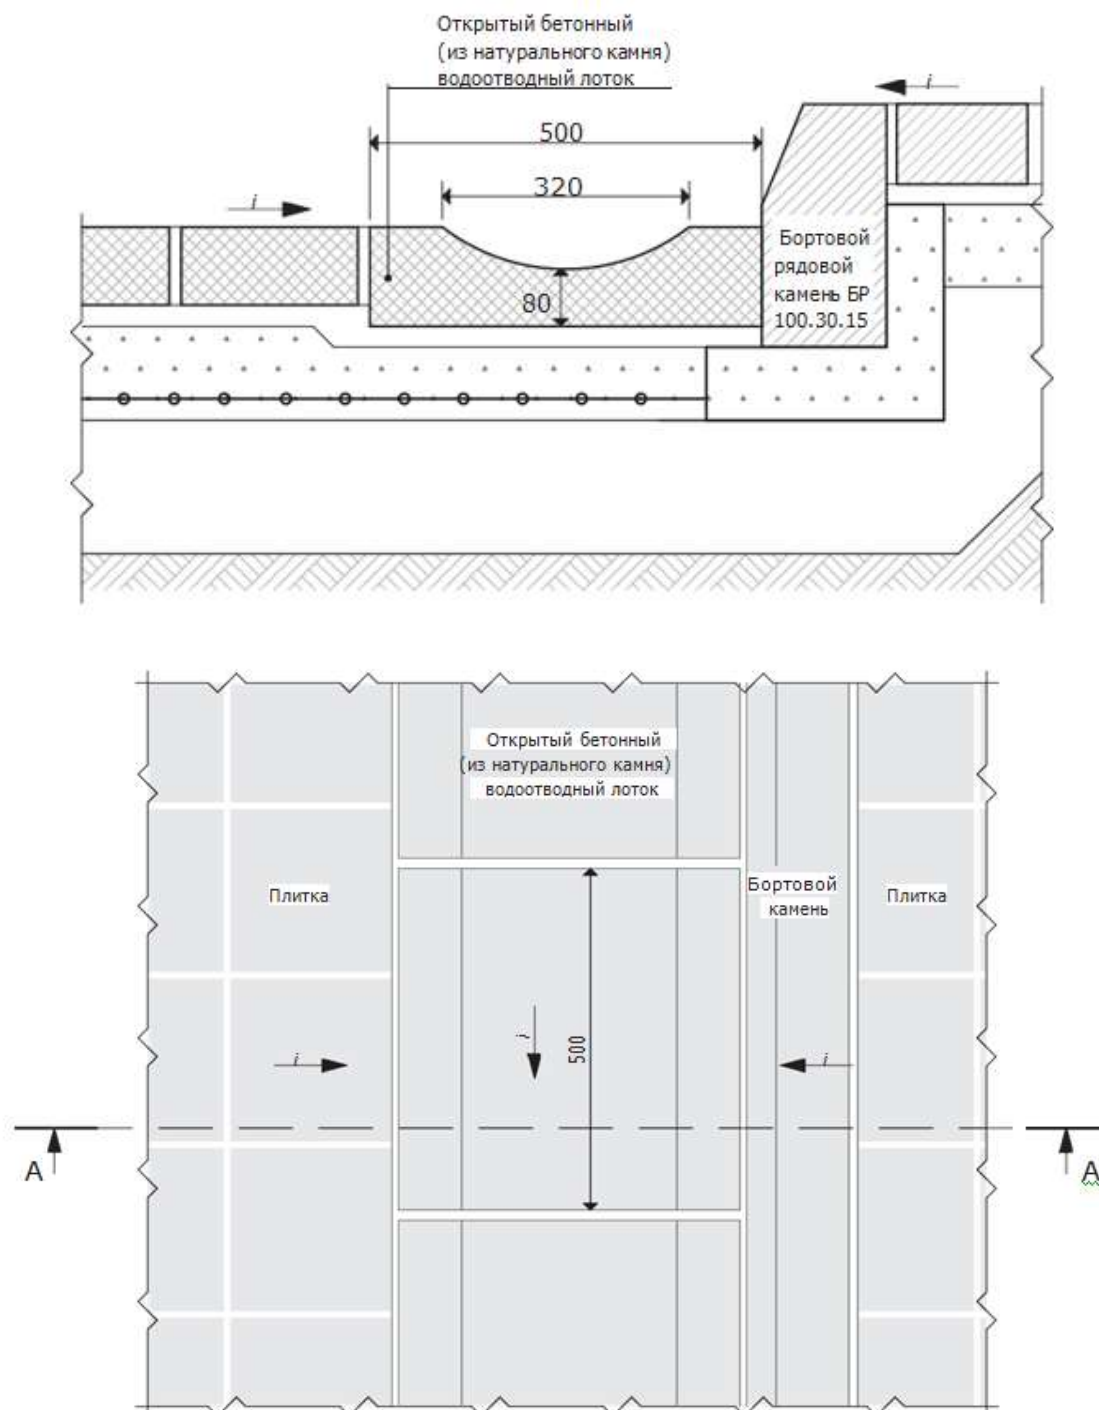 Открытый бетонный
(из натурального камня)
водоотводный лоток
i
500
320
i
Бортовой
рядовой
камень БР
100.30.15
80
Открытый бетонный
(из натурального камня)
водоотводный лоток
Плитка
Бортовой
камень
Плитка
i
i
500
i
А
А